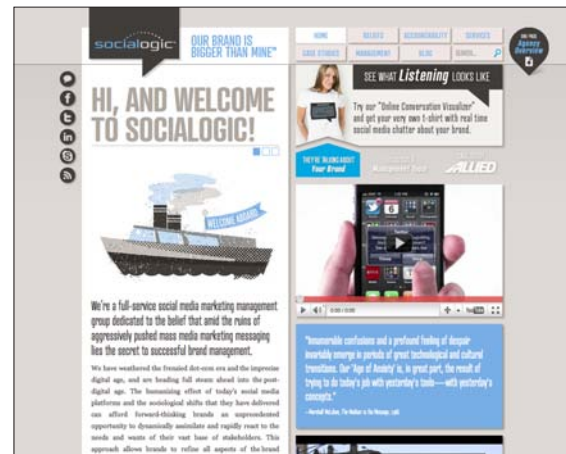 socialogic
OUR BRAND IS
BIGGER THAN MINE™
HOME
BELIEFS
ACCOUNTABILITY
SERVICES
CASE STUDIES
MANAGEMENT
BLOG
SEARCH...
ONE PAGE
Agency
Overview
HI, AND WELCOME
TO SOCIALOGIC!
WELCOME ABOARD
We're a full-service social media marketing management
group dedicated to the belief that amid the ruins of
aggressively pushed mass media marketing messaging
lies the secret to successful brand management.
We have weathered the frenzied dot-com era and the imprecise
digital age, and are heading full steam ahead into the post-
digital age. The humanizing effect of today's social media
platforms and the sociological shifts that they have delivered
can afford forward-thinking brands an unprecedented
opportunity to dynamically assimilate and rapidly react to the
needs and wants of their vast base of stakeholders. This
approach allows brands to refine all aspects of the brand
SEE WHAT Listening LOOKS LIKE
Try our "Online Conversation Visualizer"
and get your very own t-shirt with real time
social media chatter about your brand.
THEY'RE TALKING ABOUT
Your Brand
Management Team
ALLIED
Twitter
0:00 / 0:00
YouTube
"Innumerable confusions and a profound feeling of despair
invariably emerge in periods of great technological and cultural
transitions. Our 'Age of Anxiety' is, in great part, the result of
trying to do today's job with yesterday's tools—with yesterday's
concepts."